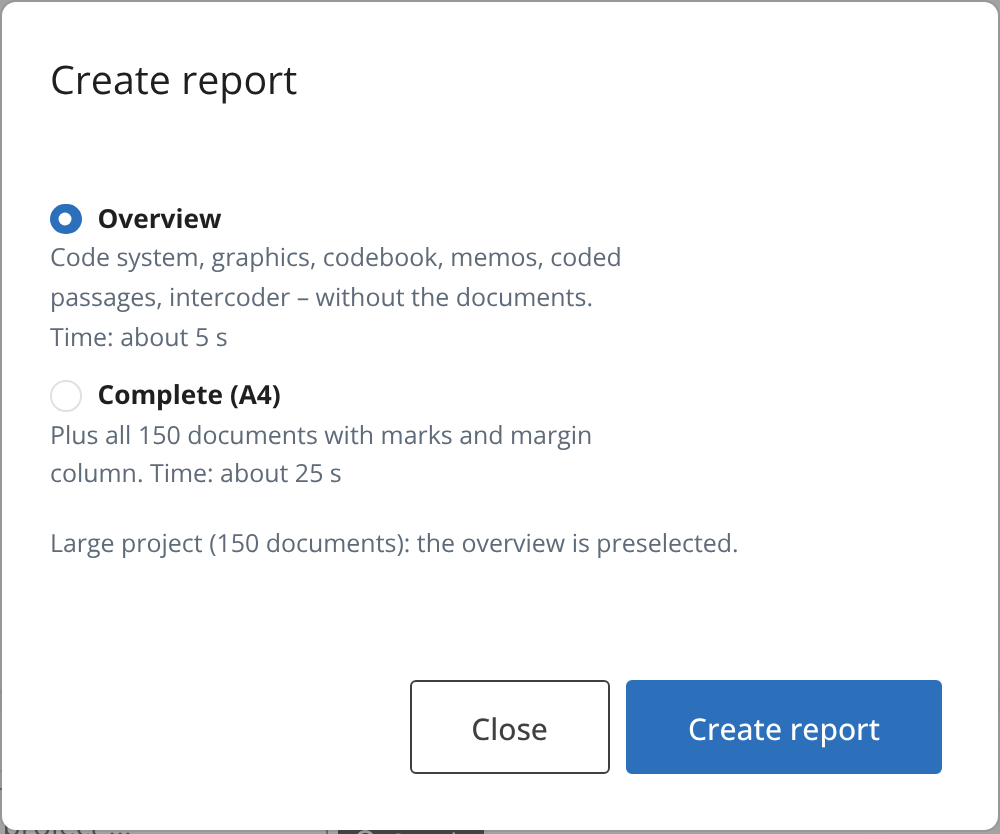 Create report
Overview
Code system, graphics, codebook, memos, coded
passages, intercoder – without the documents.
Time: about 5 s
Complete (A4)
Plus all 150 documents with marks and margin
column. Time: about 25 s
Large project (150 documents): the overview is preselected.
Close
Create report